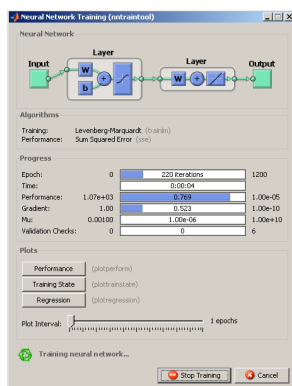 Neural Network Training (nntraintool)
Neural Network
Layer
Input
W
b
+
Layer
W
+
Output
Algorithms
Training: Levenberg-Marquardt (trainlm)
Performance: Sum Squared Error (sse)
Progress
Epoch: 0 220 iterations 1200
Time: 0:00:04
Performance: 1.07e+03 0.769 1.00e-05
Gradient: 1.00 0.523 1.00e-10
Mu: 0.00100 1.00e-06 1.00e+10
Validation Checks: 0 0 6
Plots
Performance (plotperform)
Training State (plottrainstate)
Regression (plotregression)
Plot Interval: 1 epochs
Training neural network...
Stop Training Cancel